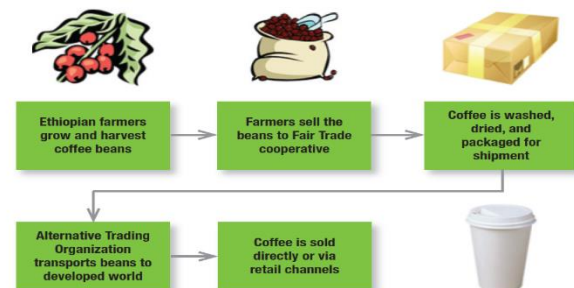 Ethiopian farmers
grow and harvest
coffee beans
Farmers sell the
beans to Fair Trade
cooperative
Coffee is washed,
dried, and
packaged for
shipment
Alternative Trading
Organization
transports beans to
developed world
Coffee is sold
directly or via
retail channels